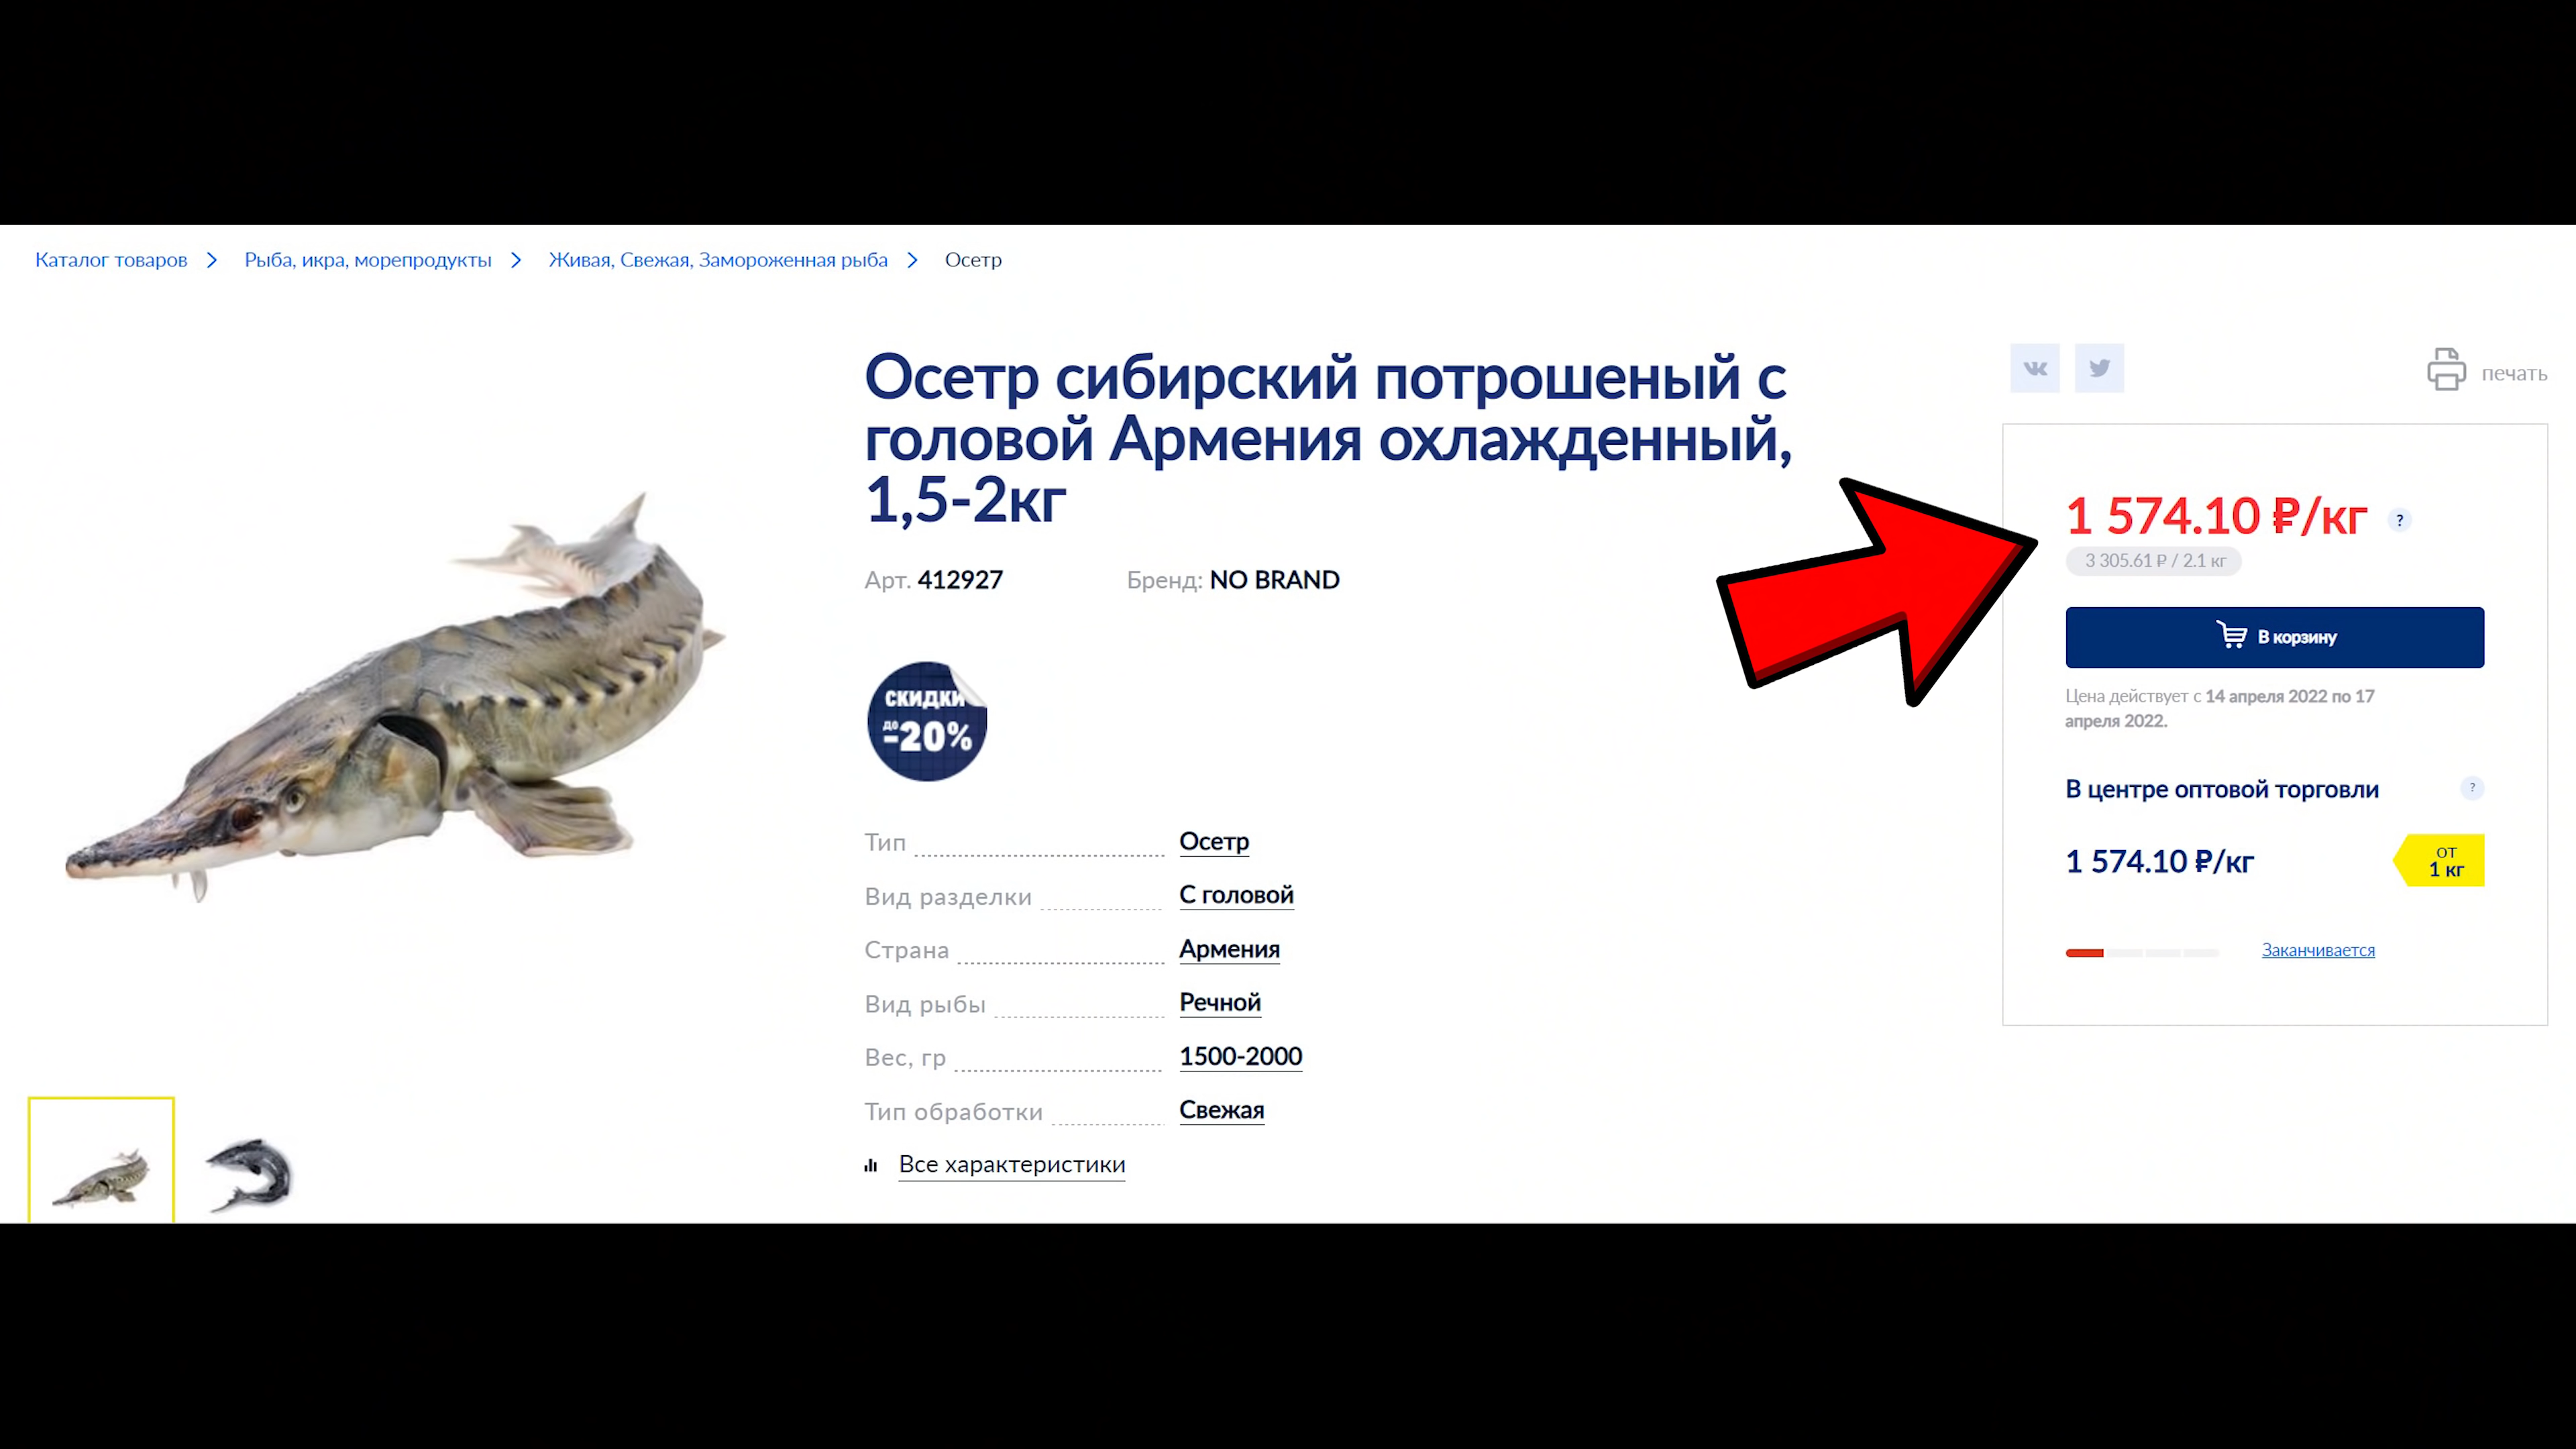 Каталог товаров
Рыба, икра, морепродукты
Живая, Свежая, Замороженная рыба
Осетр
Осетр сибирский потрошеный с
головой Армения охлажденный,
1,5-2кг
Арт. 412927
Бренд: NO BRAND
СКИДКИ
до
-20%
Тип Осетр
Вид разделки С головой
Страна Армения
Вид рыбы Речной
Вес, гр 1500-2000
Тип обработки Свежая
Все характеристики
печать
1 574.10 ₽/кг ?
3 305.61 ₽ / 2.1 кг
В корзину
Цена действует с 14 апреля 2022 по 17
апреля 2022.
В центре оптовой торговли ?
1 574.10 ₽/кг
от
1 кг
Заканчивается